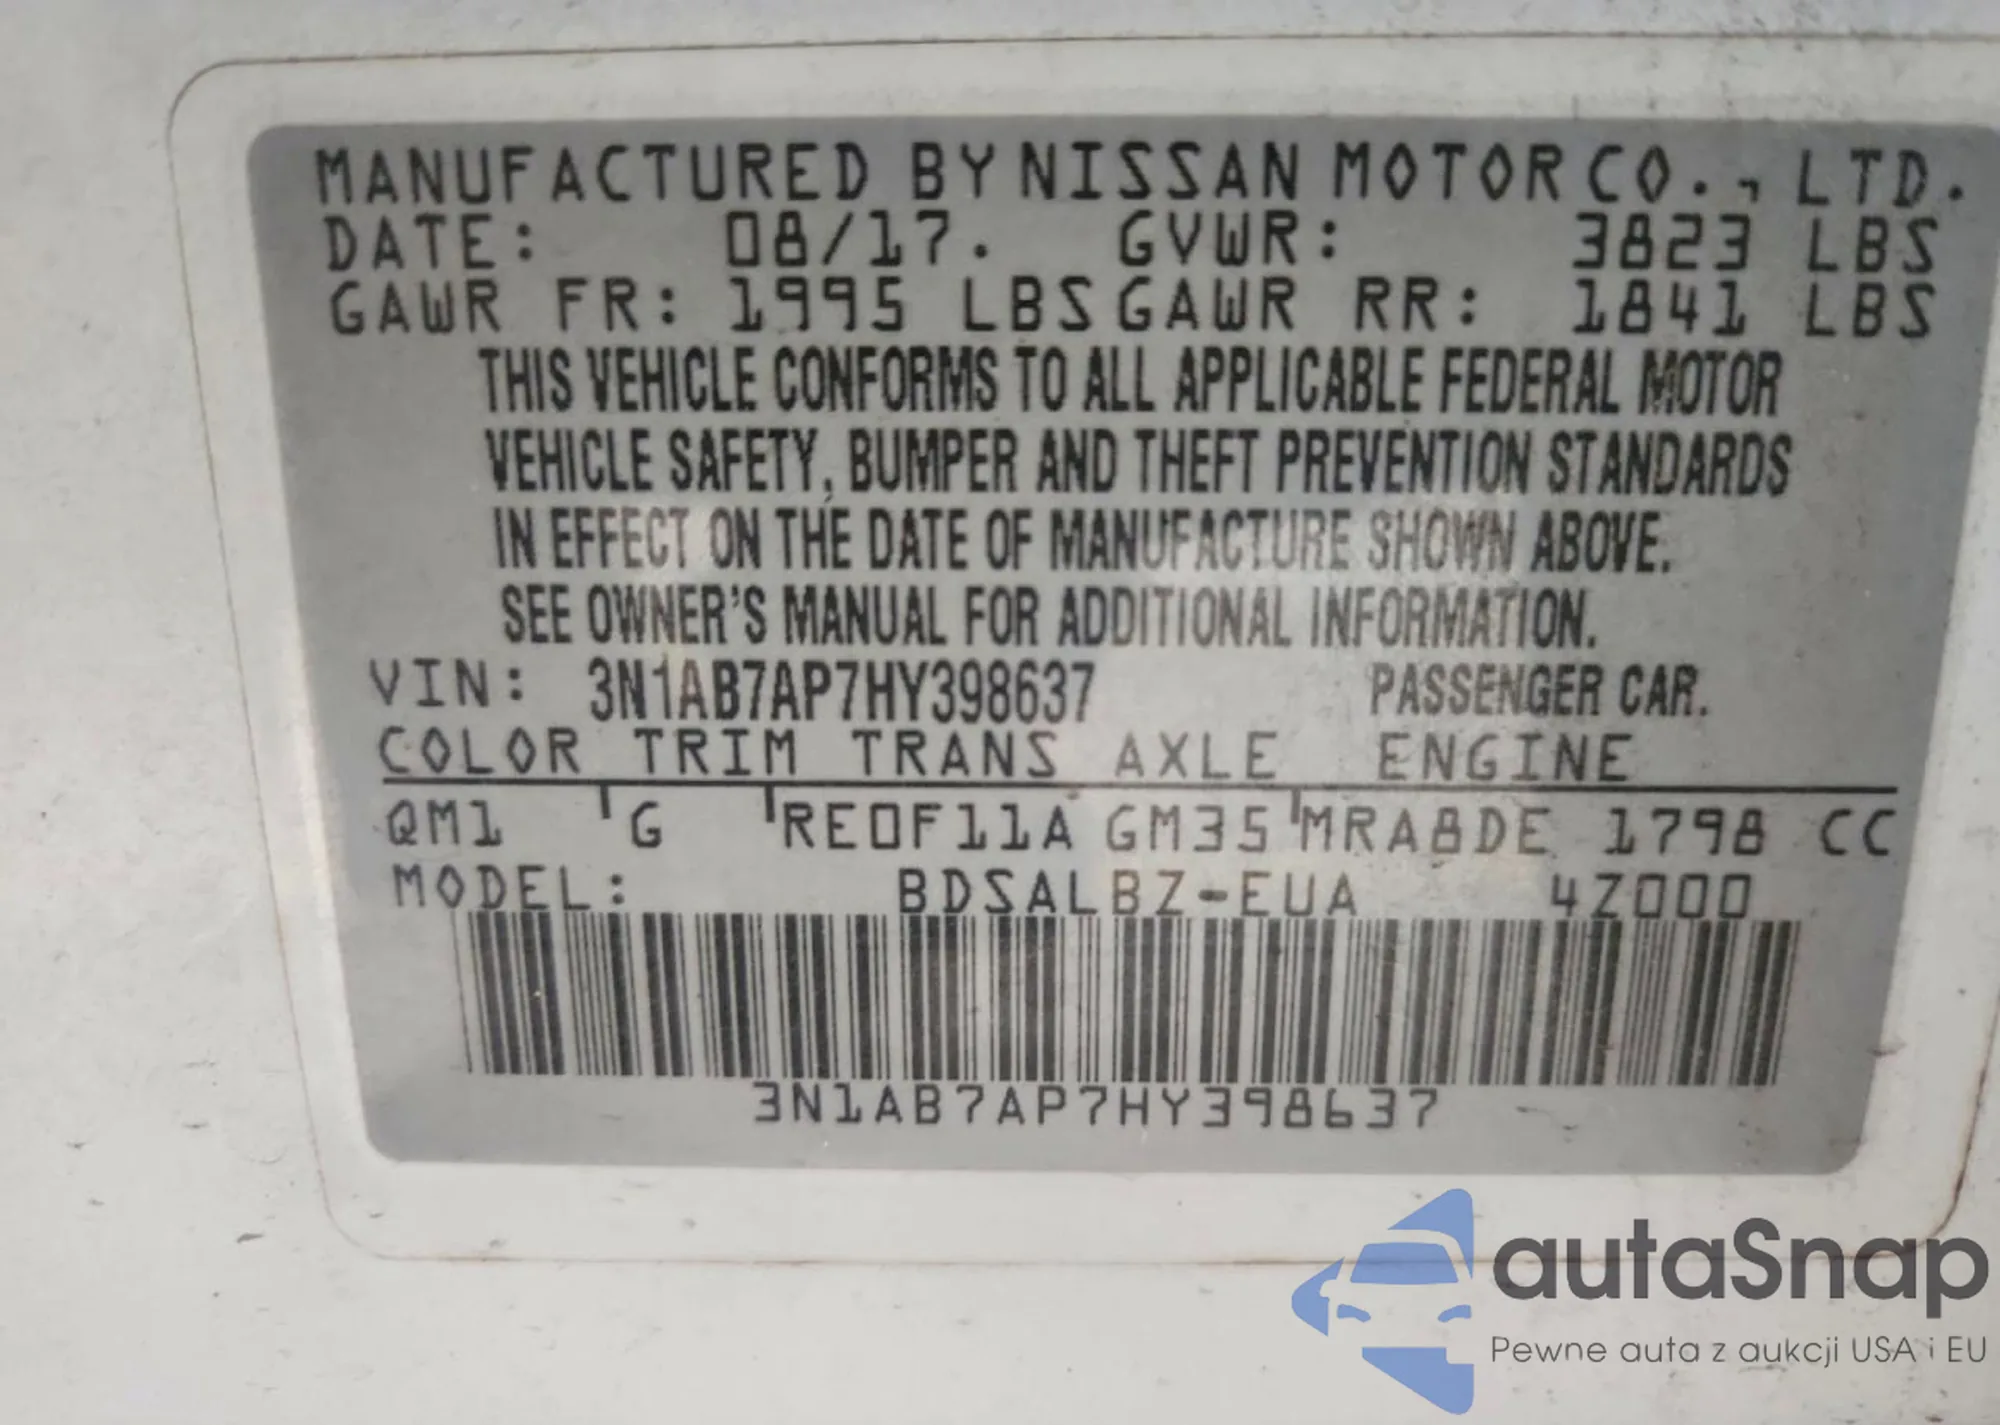 MANUFACTURED BY NISSAN MOTOR CO., LTD.
DATE: 08/17. GVWR: 3823 LBS
GAWR FR: 1995 LBS GAWR RR: 1841 LBS
THIS VEHICLE CONFORMS TO ALL APPLICABLE FEDERAL MOTOR
VEHICLE SAFETY, BUMPER AND THEFT PREVENTION STANDARDS
IN EFFECT ON THE DATE OF MANUFACTURE SHOWN ABOVE.
SEE OWNER'S MANUAL FOR ADDITIONAL INFORMATION.
VIN: 3N1AB7AP7HY398637 PASSENGER CAR.
COLOR TRIM TRANS AXLE ENGINE
QM1 G RE0F11A GM35 MRA8DE 1798 CC
MODEL: BDSALBZ-EUA 4Z000
3N1AB7AP7HY398637
autaSnap
Pewne auta z aukcji USA i EU